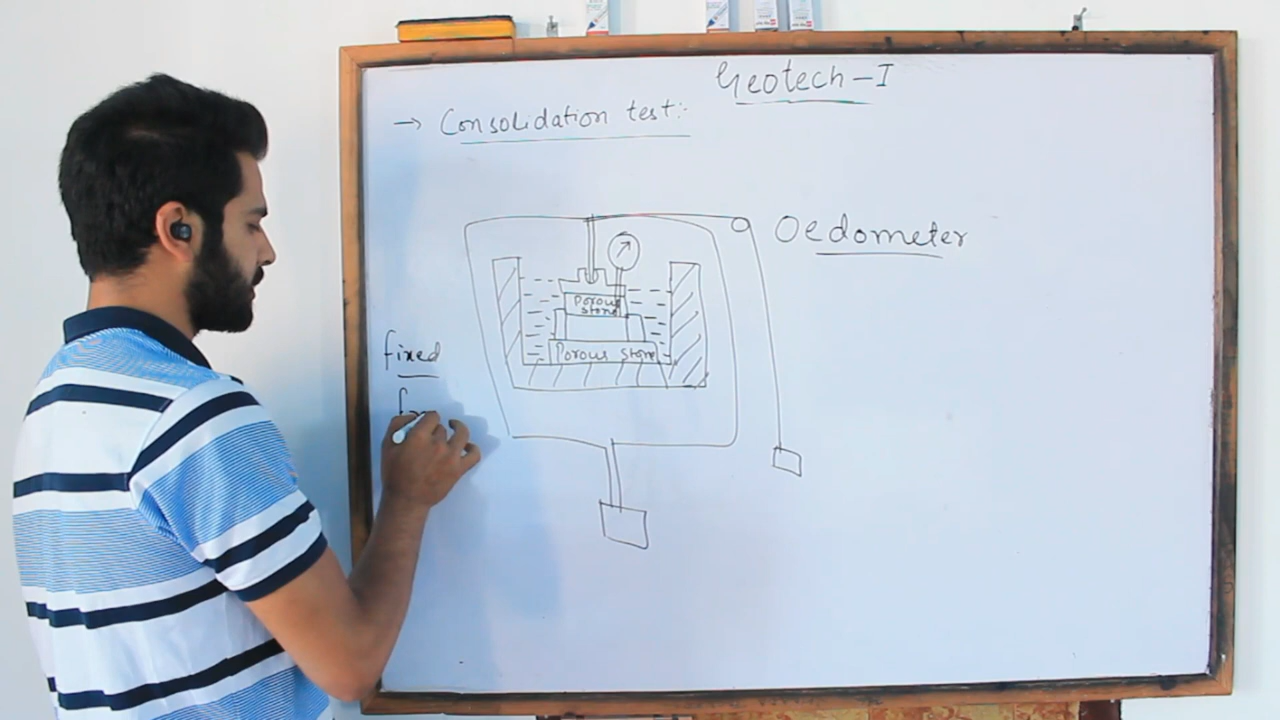 Geotech-I
→ Consolidation test:-
Oedometer
Porous
stone
Porous stone
fixed